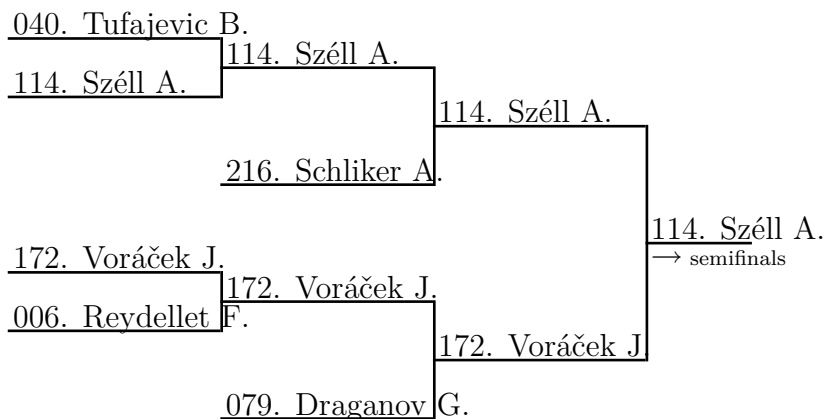 040. Tufajevic B.
114. Széll A.
114. Széll A.
216. Schliker A.
114. Széll A.
114. Széll A.
→ semifinals
172. Voráček J.
006. Reydellet F.
172. Voráček J.
079. Draganov G.
172. Voráček J.